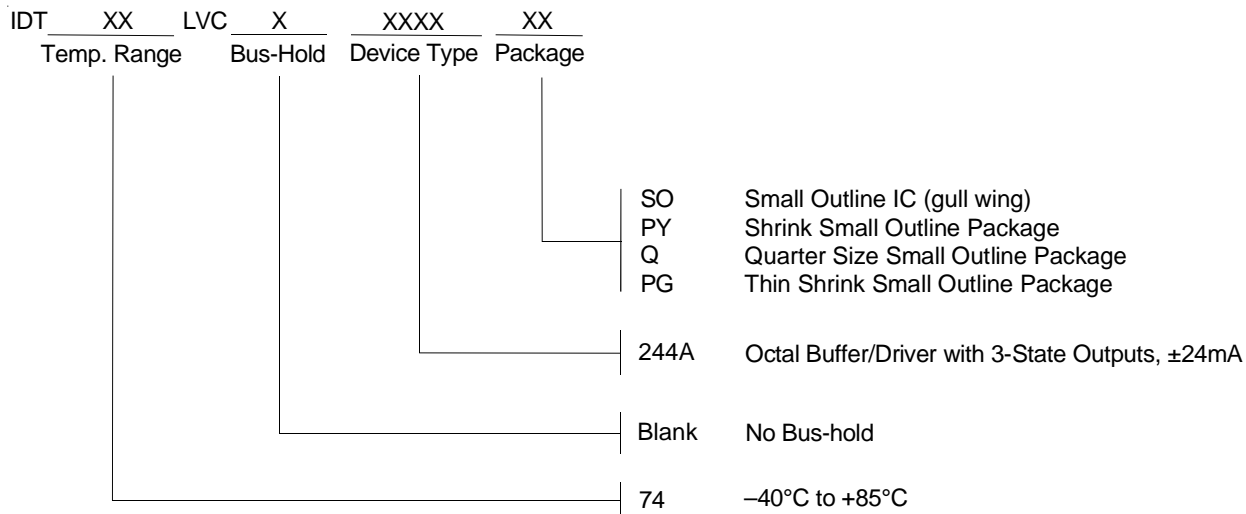 IDT XX LVC X XXXX XX
Temp. Range Bus-Hold Device Type Package
SO Small Outline IC (gull wing)
PY Shrink Small Outline Package
Q Quarter Size Small Outline Package
PG Thin Shrink Small Outline Package
244A Octal Buffer/Driver with 3-State Outputs, ±24mA
Blank No Bus-hold
74 –40°C to +85°C